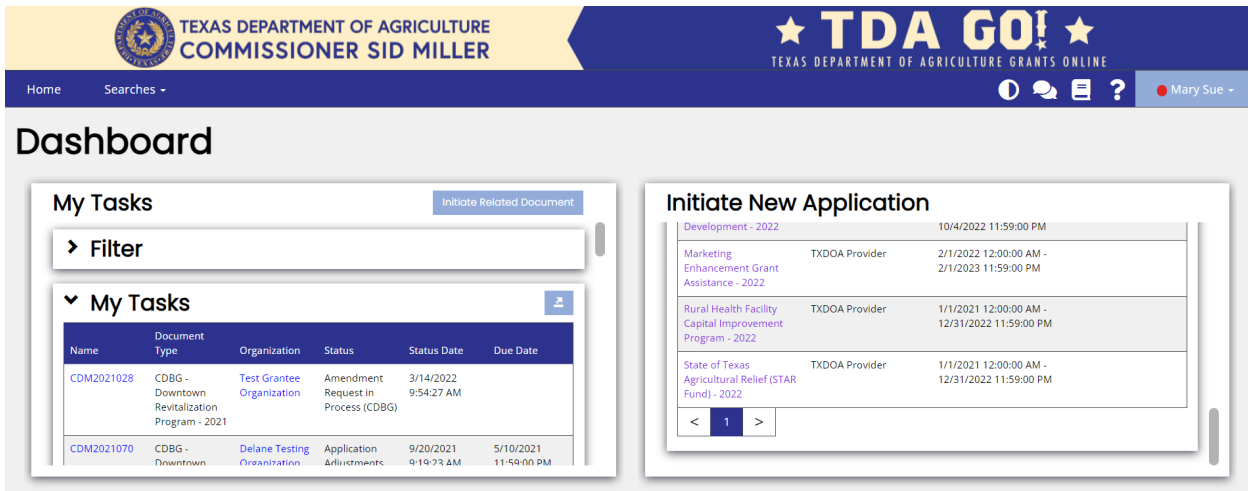 TEXAS DEPARTMENT OF AGRICULTURE
COMMISSIONER SID MILLER
TDA GO!
TEXAS DEPARTMENT OF AGRICULTURE GRANTS ONLINE
Home
Searches
?
Mary Sue
Dashboard
My Tasks
Initiate Related Document
Filter
My Tasks
Name
Document
Type
Organization
Status
Status Date
Due Date
CDM2021028
CDBG -
Downtown
Revitalization
Program - 2021
Test Grantee
Organization
Amendment
Request in
Process (CDBG)
3/14/2022
9:54:27 AM
CDM2021070
CDBG -
Downtown
Delane Testing
Organization
Application
Adjustments
9/20/2021
9:19:23 AM
5/10/2021
11:59:00 PM
Initiate New Application
Development - 2022
10/4/2022 11:59:00 PM
Marketing
Enhancement Grant
Assistance - 2022
TXDOA Provider
2/1/2022 12:00:00 AM -
2/1/2023 11:59:00 PM
Rural Health Facility
Capital Improvement
Program - 2022
TXDOA Provider
1/1/2021 12:00:00 AM -
12/31/2022 11:59:00 PM
State of Texas
Agricultural Relief (STAR
Fund) - 2022
TXDOA Provider
1/1/2021 12:00:00 AM -
12/31/2022 11:59:00 PM
< 1 >